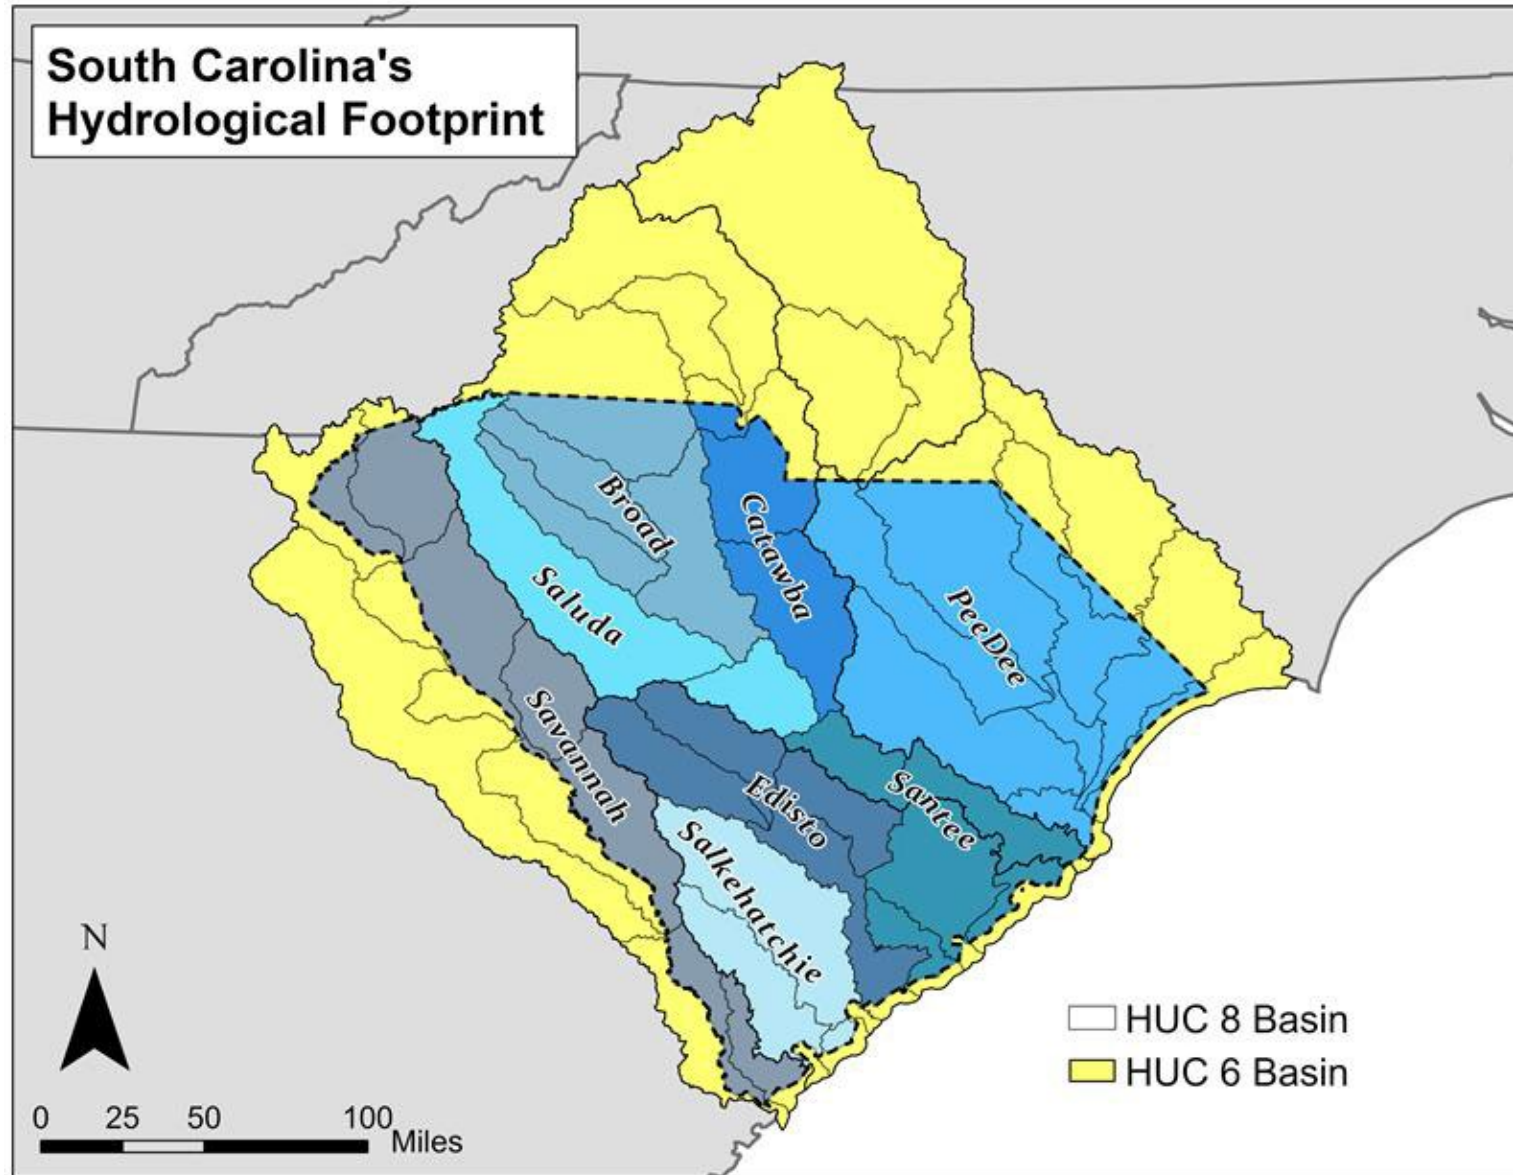 South Carolina's
Hydrological Footprint
Broad
Catawba
Saluda
PeeDee
Savannah
Edisto
Santee
Salkehatchie
N
0 25 50 100
Miles
HUC 8 Basin
HUC 6 Basin